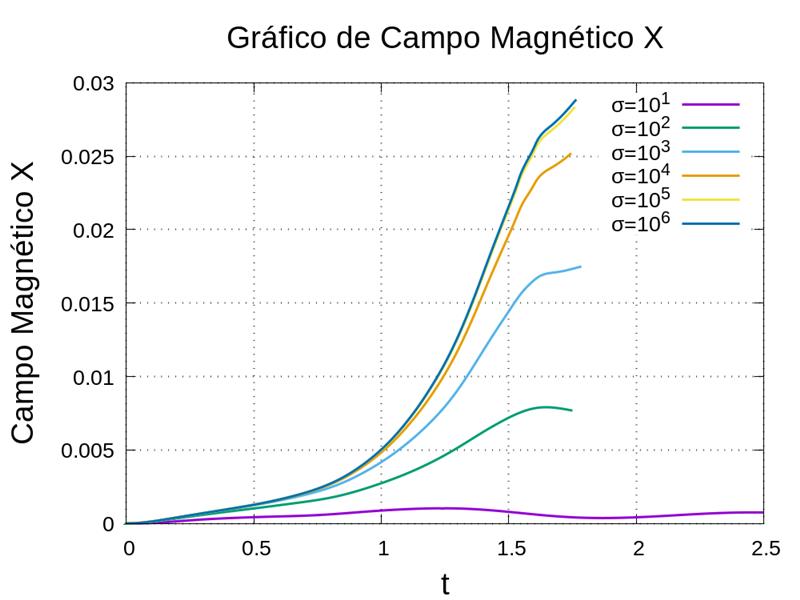 Gráfico de Campo Magnético X
Campo Magnético X
0.03
0.025
0.02
0.015
0.01
0.005
0
0 0.5 1 1.5 2 2.5
t
σ=10¹
σ=10²
σ=10³
σ=10⁴
σ=10⁵
σ=10⁶